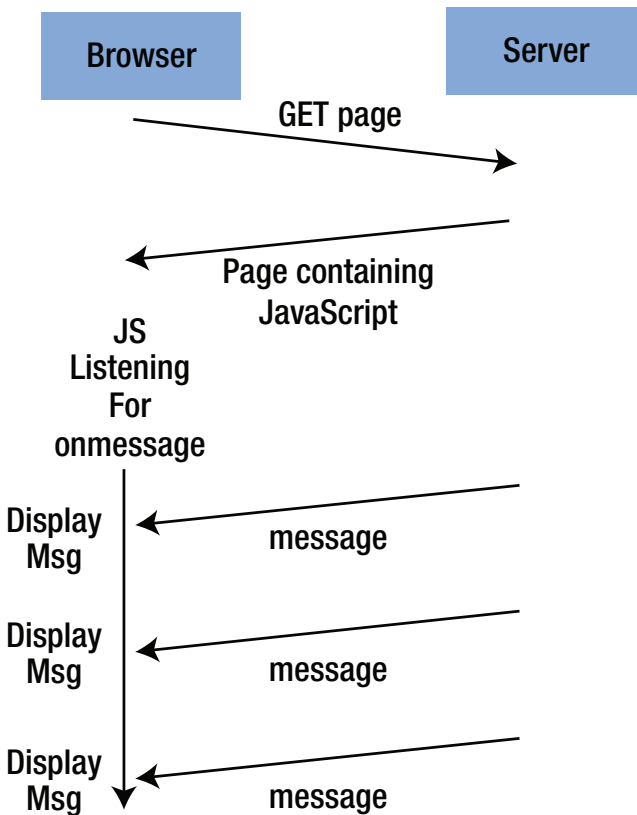 Browser
Server
GET page
Page containing
JavaScript
JS
Listening
For
onmessage
Display
Msg
message
Display
Msg
message
Display
Msg
message